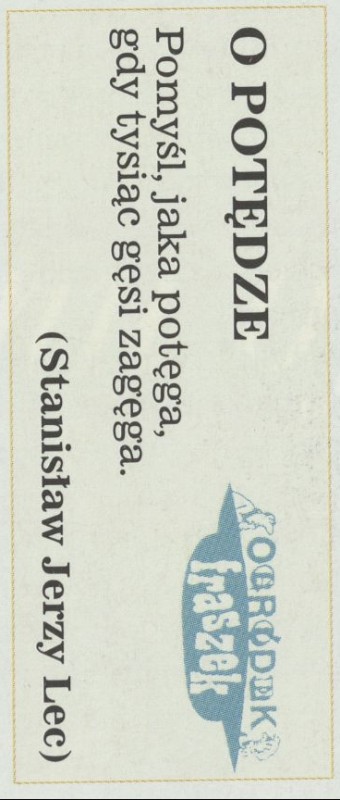 O POTĘDZE
OGRÓDEK
fraszek
Pomyśl, jaka potęga,
gdy tysiąc gęsi zagęga.
(Stanisław Jerzy Lec)